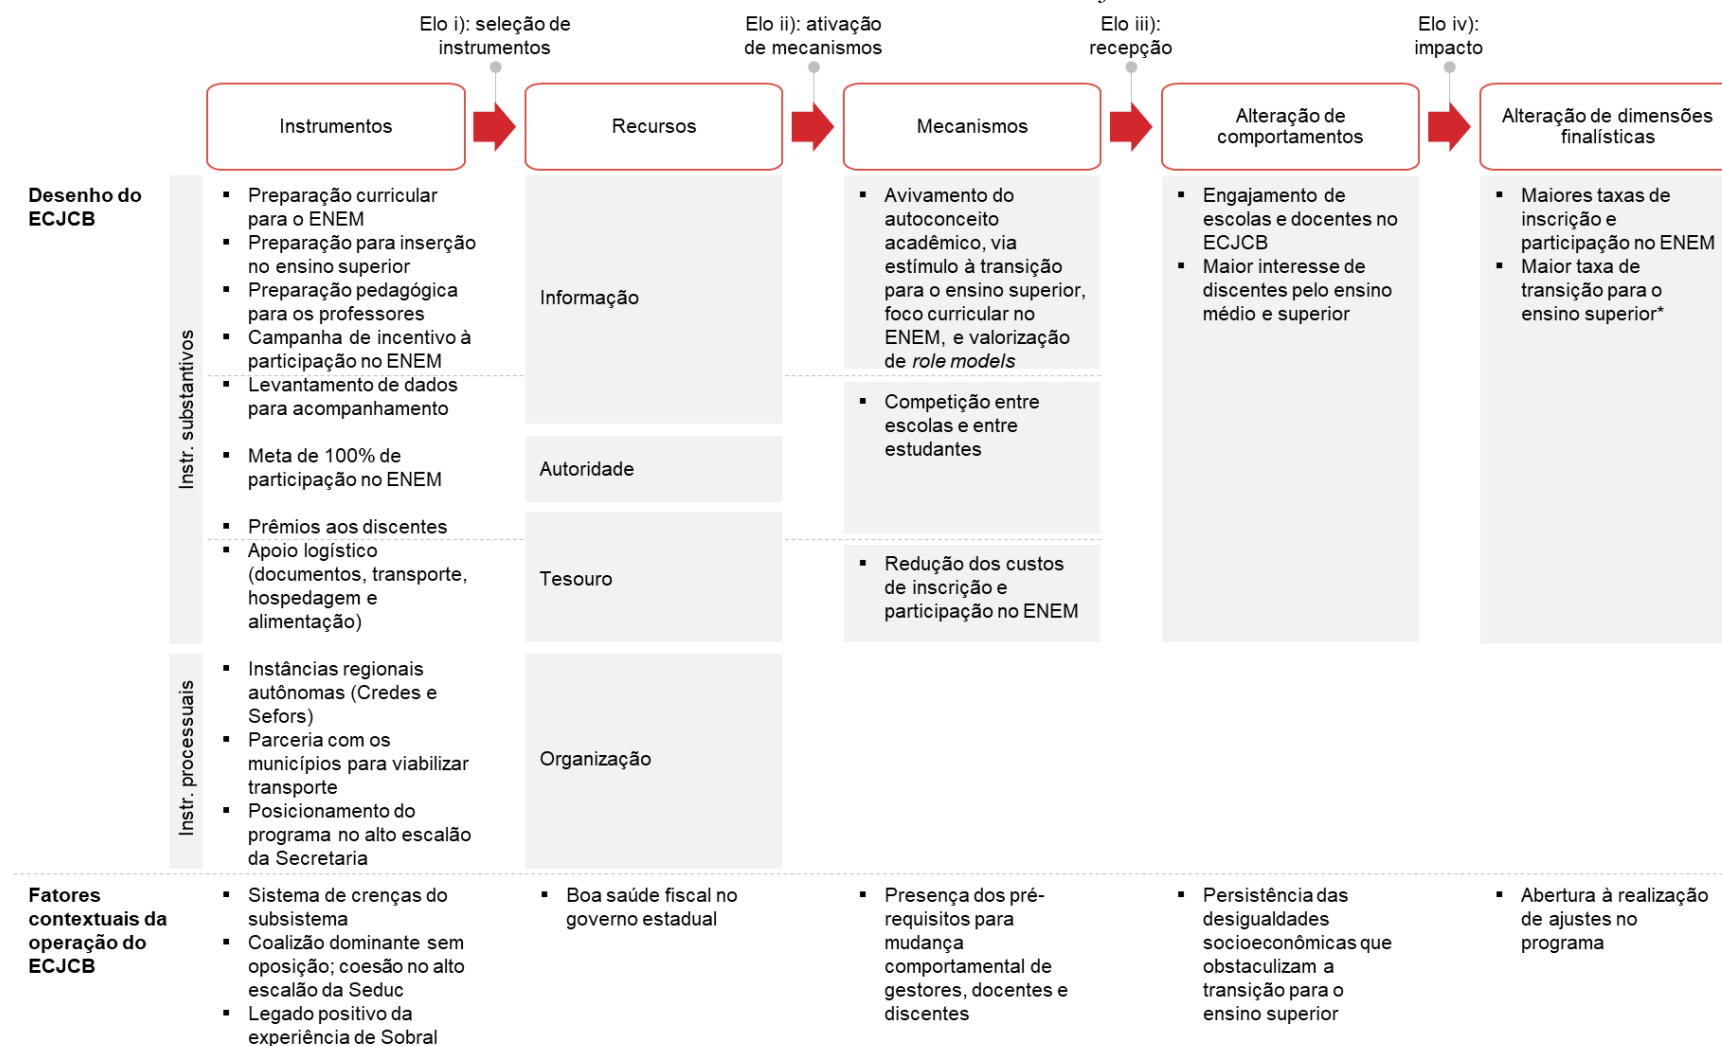 Elo i): seleção de
instrumentos
Elo ii): ativação
de mecanismos
Elo iii):
recepção
Elo iv):
impacto
Instrumentos
Recursos
Mecanismos
Alteração de
comportamentos
Alteração de dimensões
finalísticas
Desenho do
ECJCB
Instr. substantivos
▪ Preparação curricular
para o ENEM
▪ Preparação para inserção
no ensino superior
▪ Preparação pedagógica
para os professores
▪ Campanha de incentivo à
participação no ENEM
▪ Levantamento de dados
para acompanhamento
▪ Meta de 100% de
participação no ENEM
▪ Prêmios aos discentes
▪ Apoio logístico
(documentos, transporte,
hospedagem e
alimentação)
Informação
Autoridade
Tesouro
▪ Avivamento do
autoconceito
acadêmico, via
estímulo à transição
para o ensino superior,
foco curricular no
ENEM, e valorização
de role models
▪ Competição entre
escolas e entre
estudantes
▪ Redução dos custos
de inscrição e
participação no ENEM
▪ Engajamento de
escolas e docentes no
ECJCB
▪ Maior interesse de
discentes pelo ensino
médio e superior
▪ Maiores taxas de
inscrição e
participação no ENEM
▪ Maior taxa de
transição para o
ensino superior*
Instr. processuais
▪ Instâncias regionais
autônomas (Credes e
Sefors)
▪ Parceria com os
municípios para viabilizar
transporte
▪ Posicionamento do
programa no alto escalão
da Secretaria
Organização
Fatores
contextuais da
operação do
ECJCB
▪ Sistema de crenças do
subsistema
▪ Coalizão dominante sem
oposição; coesão no alto
escalão da Seduc
▪ Legado positivo da
experiência de Sobral
▪ Boa saúde fiscal no
governo estadual
▪ Presença dos pré-
requisitos para
mudança
comportamental de
gestores, docentes e
discentes
▪ Persistência das
desigualdades
socioeconômicas que
obstaculizam a
transição para o
ensino superior
▪ Abertura à realização
de ajustes no
programa